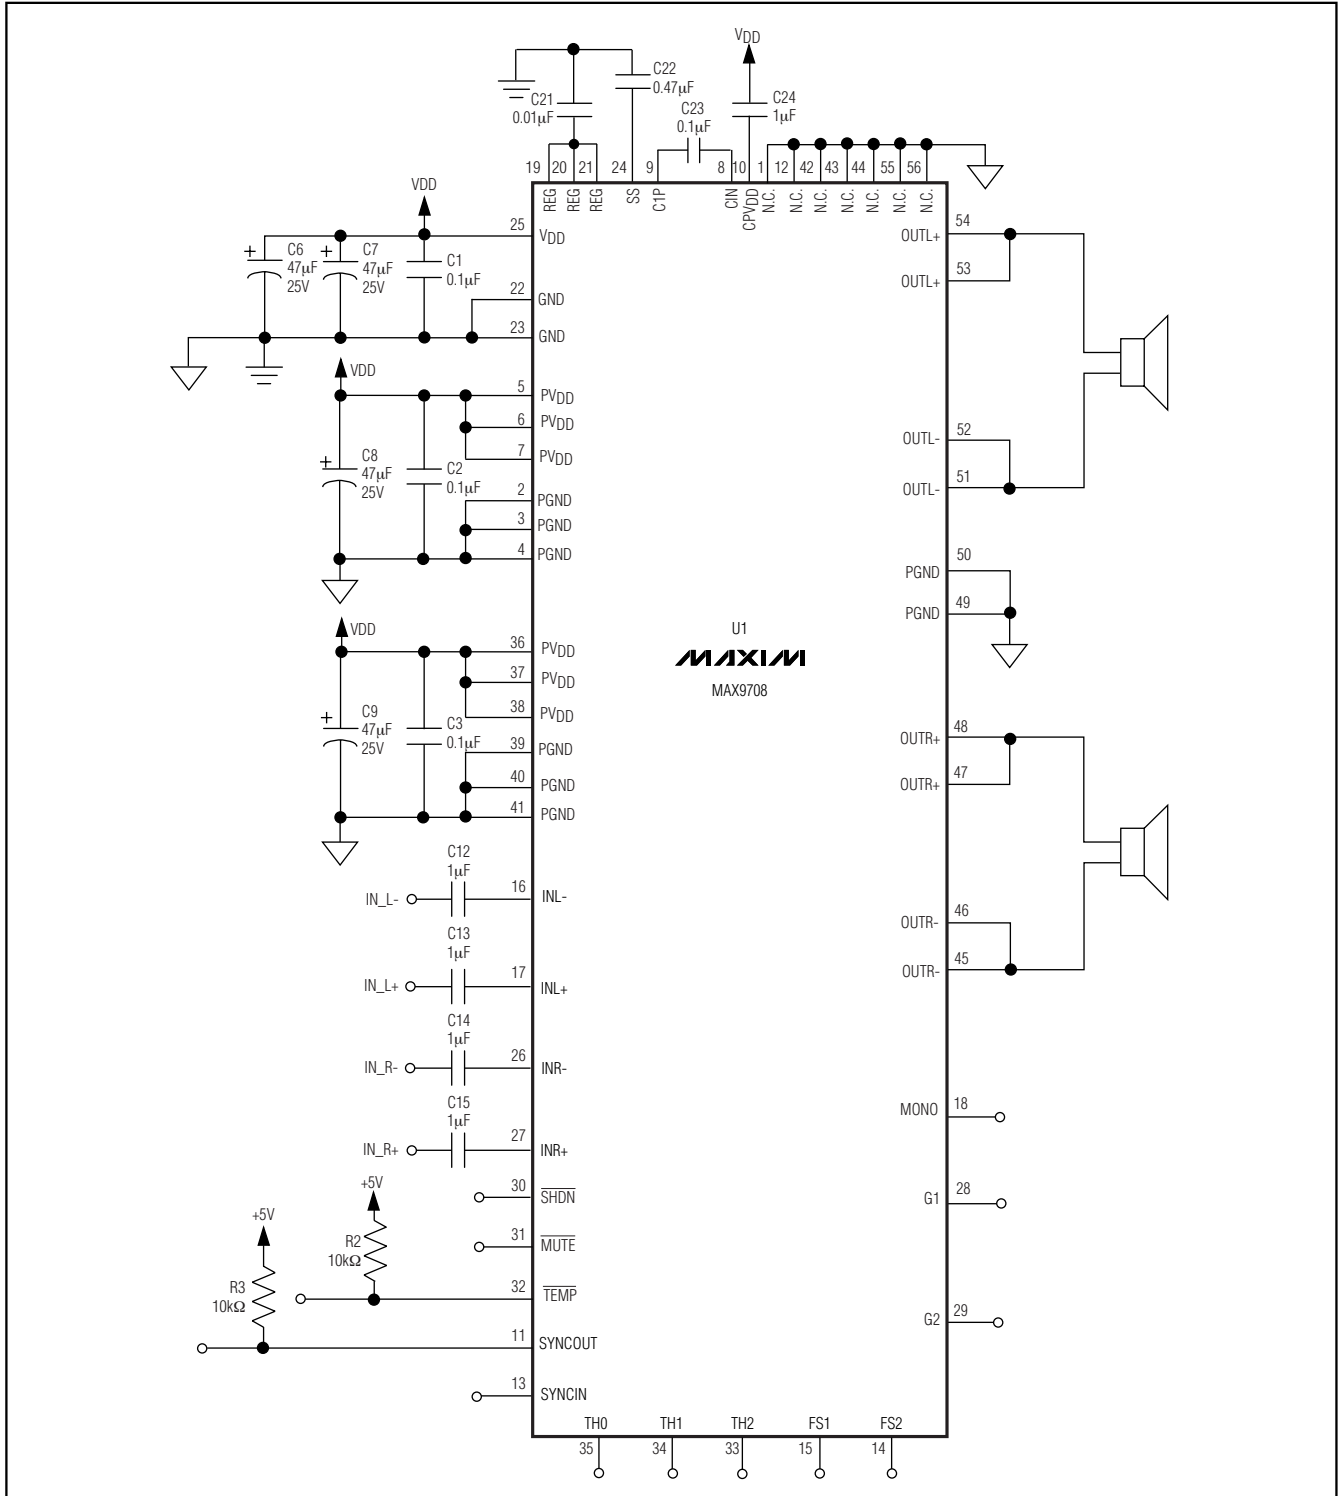 VDD
C22
0.47µF
C21
0.01µF
C23
0.1µF
C24
1µF
19 20 21 24 9 8 10 1 12 42 43 44 55 56
REG
REG
REG
SS
C1P
CIN
CPVDD
N.C.
N.C.
N.C.
N.C.
N.C.
N.C.
N.C.
VDD
25
VDD
+
C6
47µF
25V
+
C7
47µF
25V
C1
0.1µF
22
GND
23
GND
VDD
5
PVDD
6
PVDD
7
PVDD
+
C8
47µF
25V
C2
0.1µF
2
PGND
3
PGND
4
PGND
VDD
36
PVDD
37
PVDD
38
PVDD
+
C9
47µF
25V
C3
0.1µF
39
PGND
40
PGND
41
PGND
C12
1µF
IN_L-
16
INL-
C13
1µF
IN_L+
17
INL+
C14
1µF
IN_R-
26
INR-
C15
1µF
IN_R+
27
INR+
30
SHDN
31
MUTE
+5V
R2
10kΩ
32
TEMP
+5V
R3
10kΩ
11
SYNCOUT
13
SYNCIN
U1
MAXIM
MAX9708
OUTL+
54
OUTL+
53
OUTL-
52
OUTL-
51
PGND
50
PGND
49
OUTR+
48
OUTR+
47
OUTR-
46
OUTR-
45
MONO
18
G1
28
G2
29
TH0 TH1 TH2 FS1 FS2
35 34 33 15 14